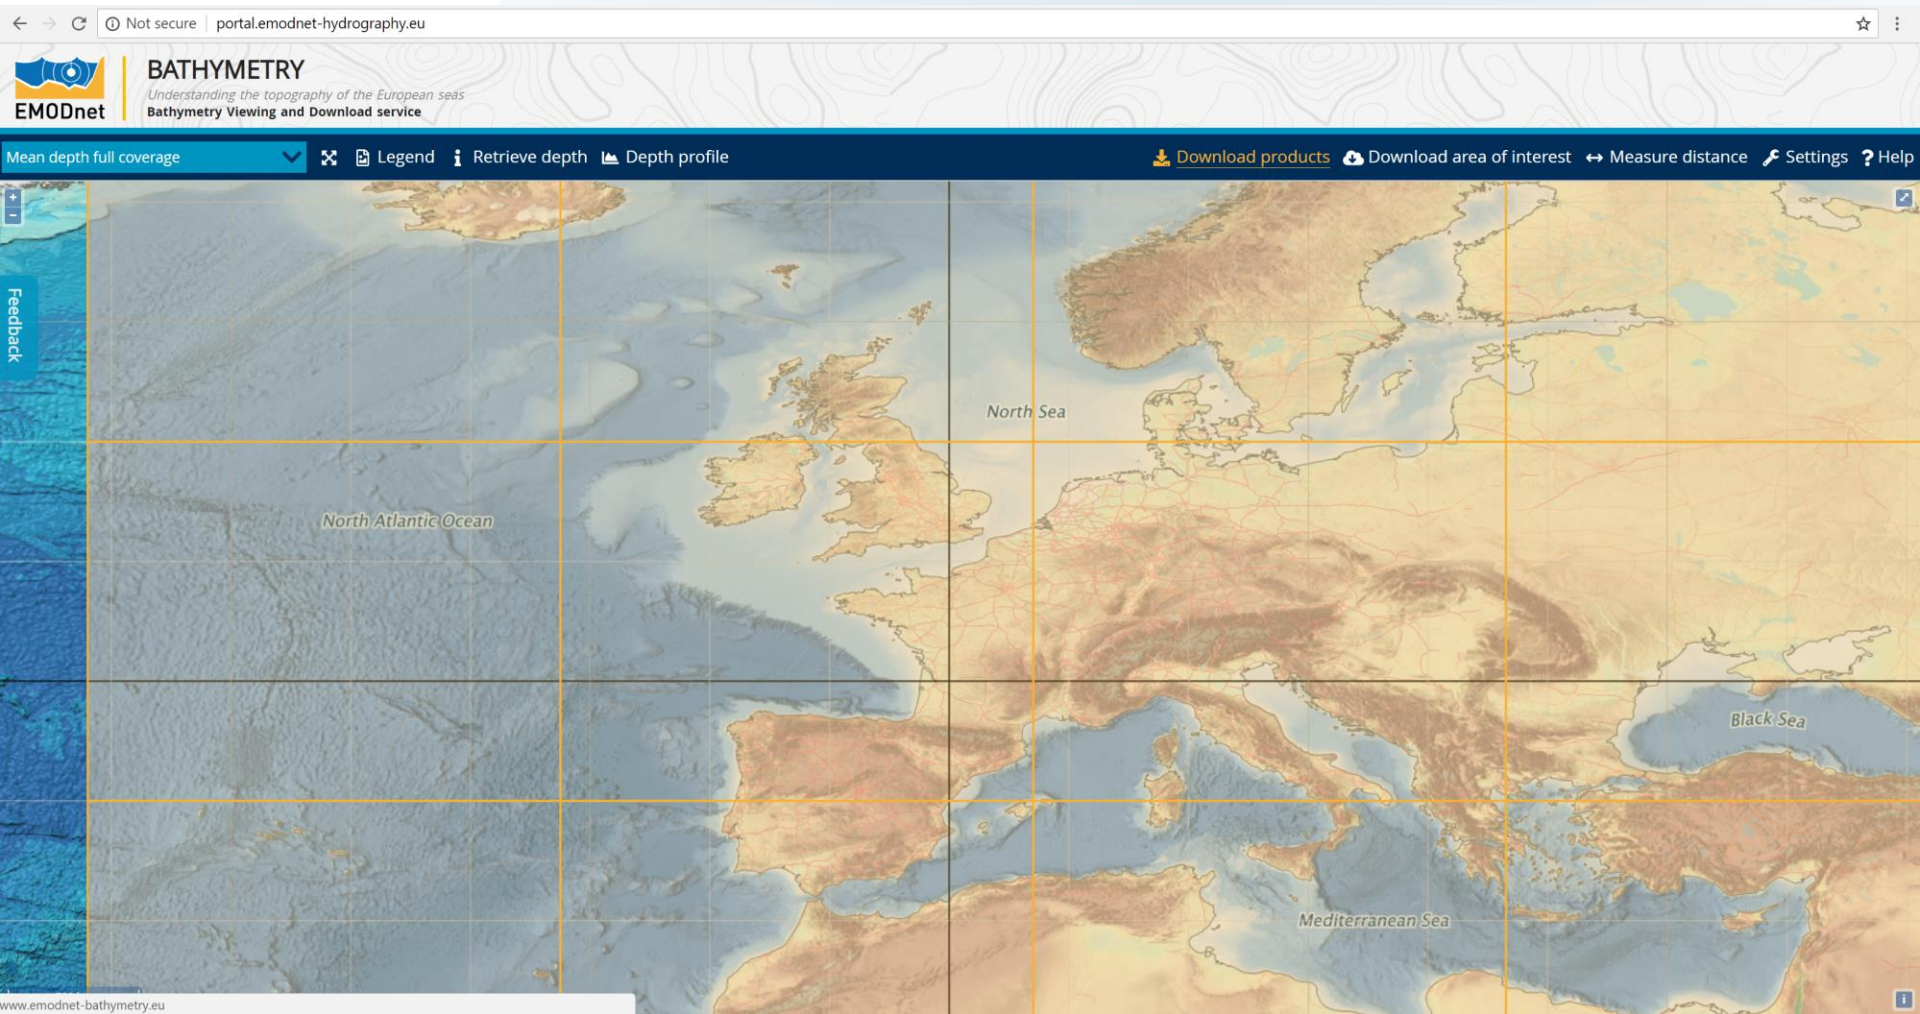 Not secure
portal.emodnet-hydrography.eu
EMODnet
BATHYMETRY
Understanding the topography of the European seas
Bathymetry Viewing and Download service
Mean depth full coverage
Legend
Retrieve depth
Depth profile
Download products
Download area of interest
Measure distance
Settings
Help
Feedback
North Sea
North Atlantic Ocean
Black Sea
Mediterranean Sea
www.emodnet-bathymetry.eu